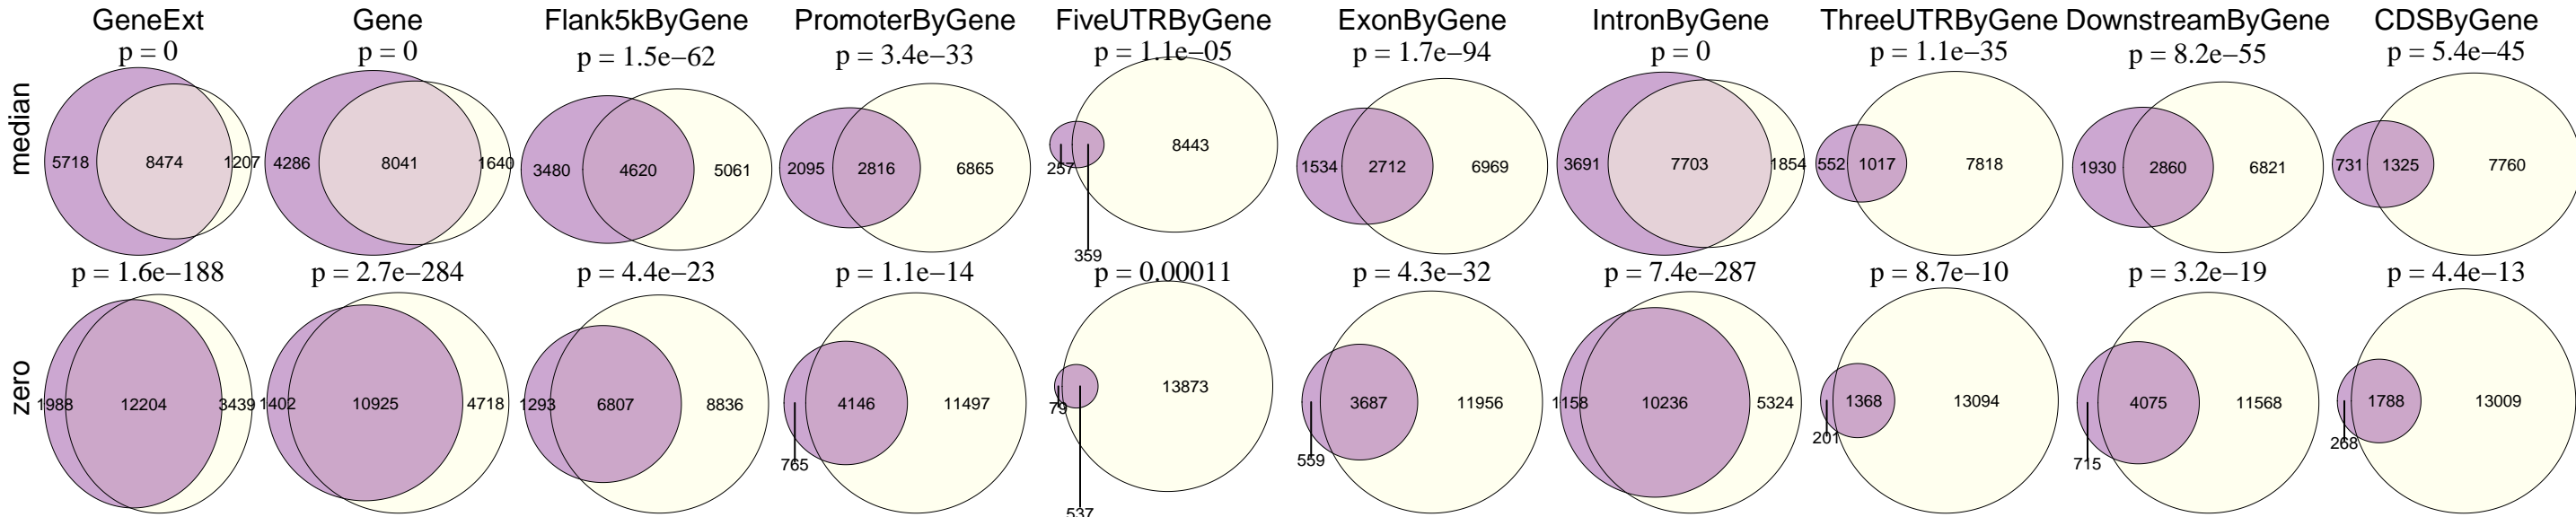 GeneExt Gene Flank5kByGene PromoterByGene FiveUTRByGene ExonByGene IntronByGene ThreeUTRByGene DownstreamByGene CDSByGene
p = 0 p = 0 p = 1.5e−62 p = 3.4e−33 p = 1.1e−05 p = 1.7e−94 p = 0 p = 1.1e−35 p = 8.2e−55 p = 5.4e−45
median
5718 8474 1207 4286 8041 1640 3480 4620 5061 2095 2816 6865 257 359 8443 1534 2712 6969 3691 7703 1854 552 1017 7818 1930 2860 6821 731 1325 7760
p = 1.6e−188 p = 2.7e−284 p = 4.4e−23 p = 1.1e−14 p = 0.00011 p = 4.3e−32 p = 7.4e−287 p = 8.7e−10 p = 3.2e−19 p = 4.4e−13
zero
1988 12204 3439 1402 10925 4718 1293 6807 8836 765 4146 11497 79 537 13873 559 3687 11956 1158 10236 5324 201 1368 13094 715 4075 11568 268 1788 13009